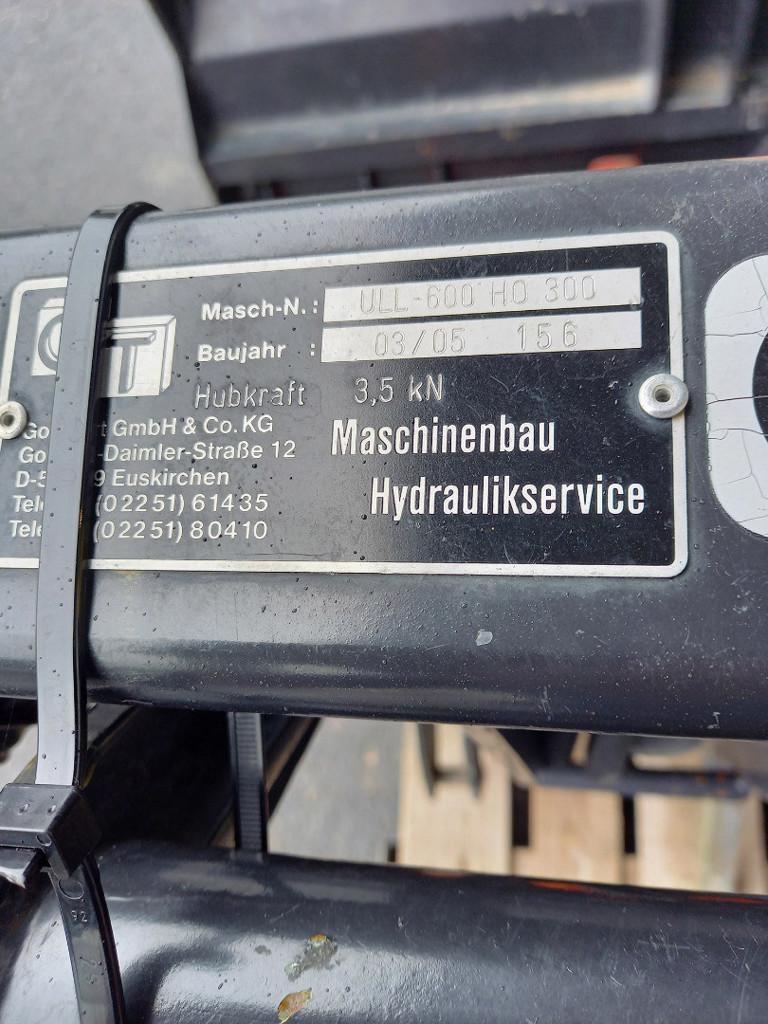 T
Masch-N.: ULL-600 HO 300
Baujahr : 03/05 156
Hubkraft 3,5 kN
GmbH & Co. KG
-Daimler-Straße 12
Euskirchen
(02251) 61435
(02251) 80410
Maschinenbau
Hydraulikservice
92